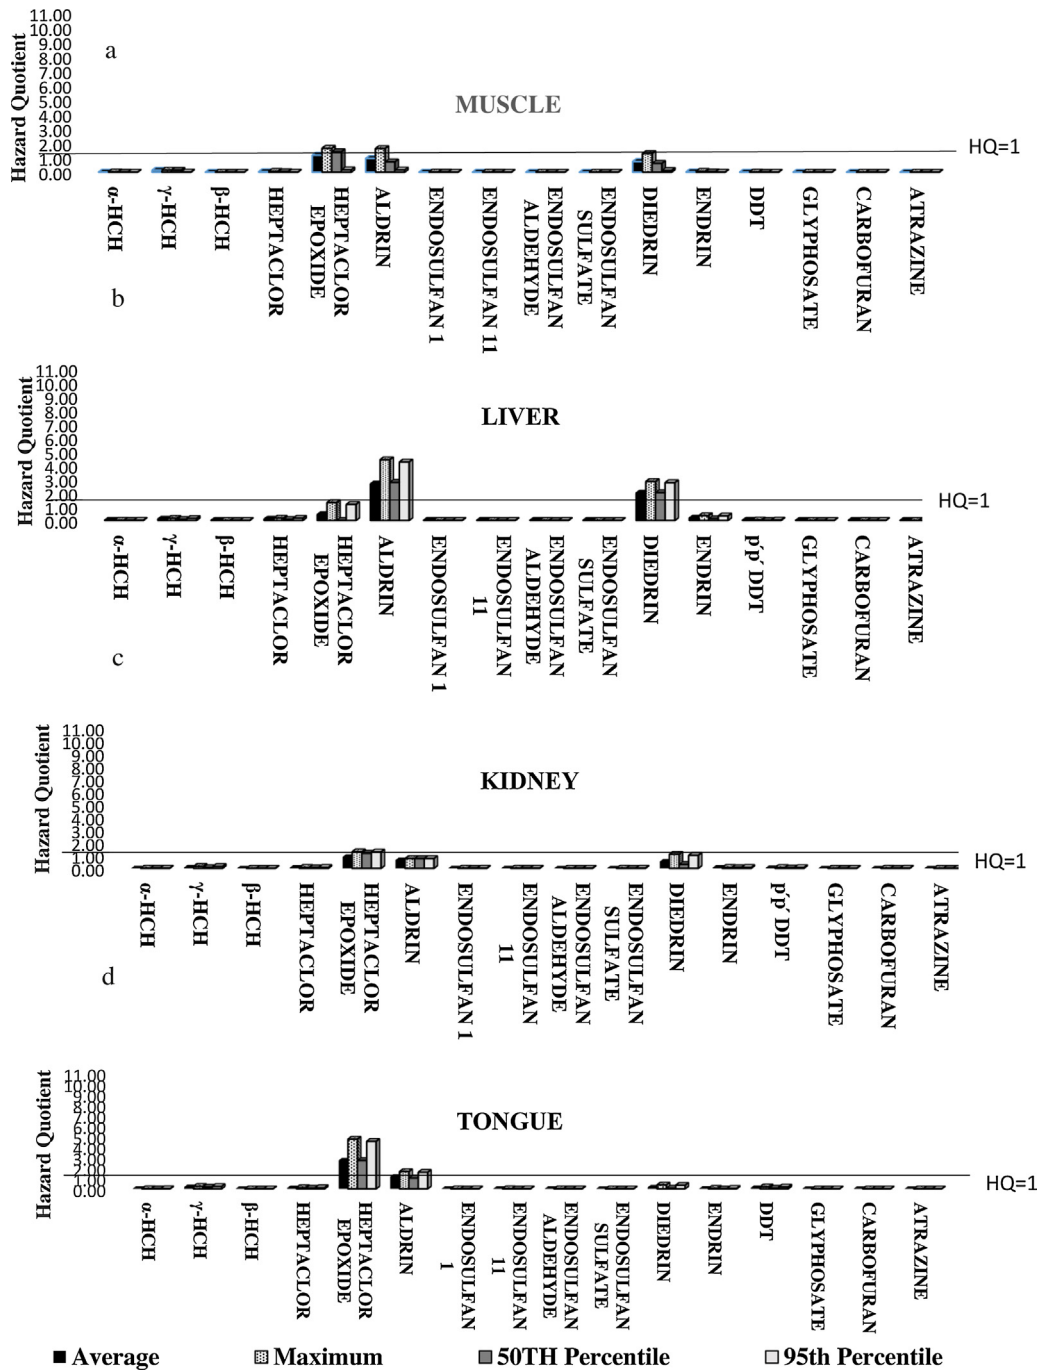 11.00
10.00
9.00
8.00
7.00
6.00
5.00
4.00
3.00
2.00
1.00
0.00
Hazard Quotient
a
MUSCLE
HQ=1
α-HCH
γ-HCH
β-HCH
HEPTACLOR
HEPTACLOR
EPOXIDE
ALDRIN
ENDOSULFAN 1
ENDOSULFAN 11
ENDOSULFAN
ALDEHYDE
ENDOSULFAN
SULFATE
DIEDRIN
ENDRIN
DDT
GLYPHOSATE
CARBOFURAN
ATRAZINE
b
11.00
10.00
9.00
8.00
7.00
6.00
5.00
4.00
3.00
2.00
1.00
0.00
Hazard Quotient
LIVER
HQ=1
α-HCH
γ-HCH
β-HCH
HEPTACLOR
HEPTACLOR
EPOXIDE
ALDRIN
ENDOSULFAN 1
ENDOSULFAN
11
ENDOSULFAN
ALDEHYDE
ENDOSULFAN
SULFATE
DIEDRIN
ENDRIN
p'p' DDT
GLYPHOSATE
CARBOFURAN
ATRAZINE
c
11.00
10.00
9.00
8.00
7.00
6.00
5.00
4.00
3.00
2.00
1.00
0.00
Hazard Quotient
KIDNEY
HQ=1
α-HCH
γ-HCH
β-HCH
HEPTACLOR
HEPTACLOR
EPOXIDE
ALDRIN
ENDOSULFAN 1
ENDOSULFAN
11
ENDOSULFAN
ALDEHYDE
ENDOSULFAN
SULFATE
DIEDRIN
ENDRIN
p'p' DDT
GLYPHOSATE
CARBOFURAN
ATRAZINE
d
11.00
10.00
9.00
8.00
7.00
6.00
5.00
4.00
3.00
2.00
1.00
0.00
Hazard Quotient
TONGUE
HQ=1
α-HCH
γ-HCH
β-HCH
HEPTACLOR
HEPTACLOR
EPOXIDE
ALDRIN
ENDOSULFAN
1
ENDOSULFAN
11
ENDOSULFAN
ALDEHYDE
ENDOSULFAN
SULFATE
DIEDRIN
ENDRIN
DDT
GLYPHOSATE
CARBOFURAN
ATRAZINE
Average
Maximum
50TH Percentile
95th Percentile